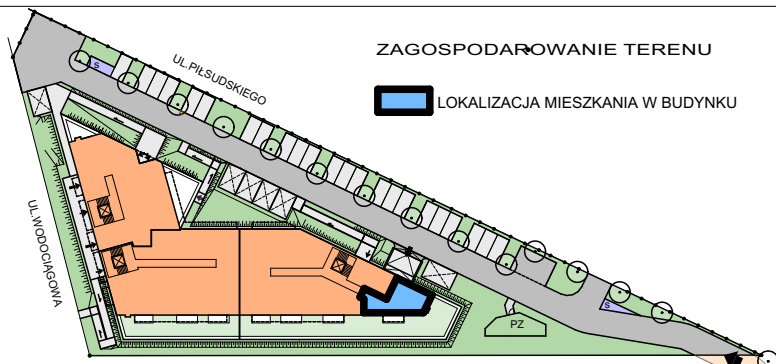 ZAGOSPODAROWANIE TERENU
UL.PIŁSUDSKIEGO
LOKALIZACJA MIESZKANIA W BUDYNKU
UL.WODOCIĄGOWA
S
S
PZ